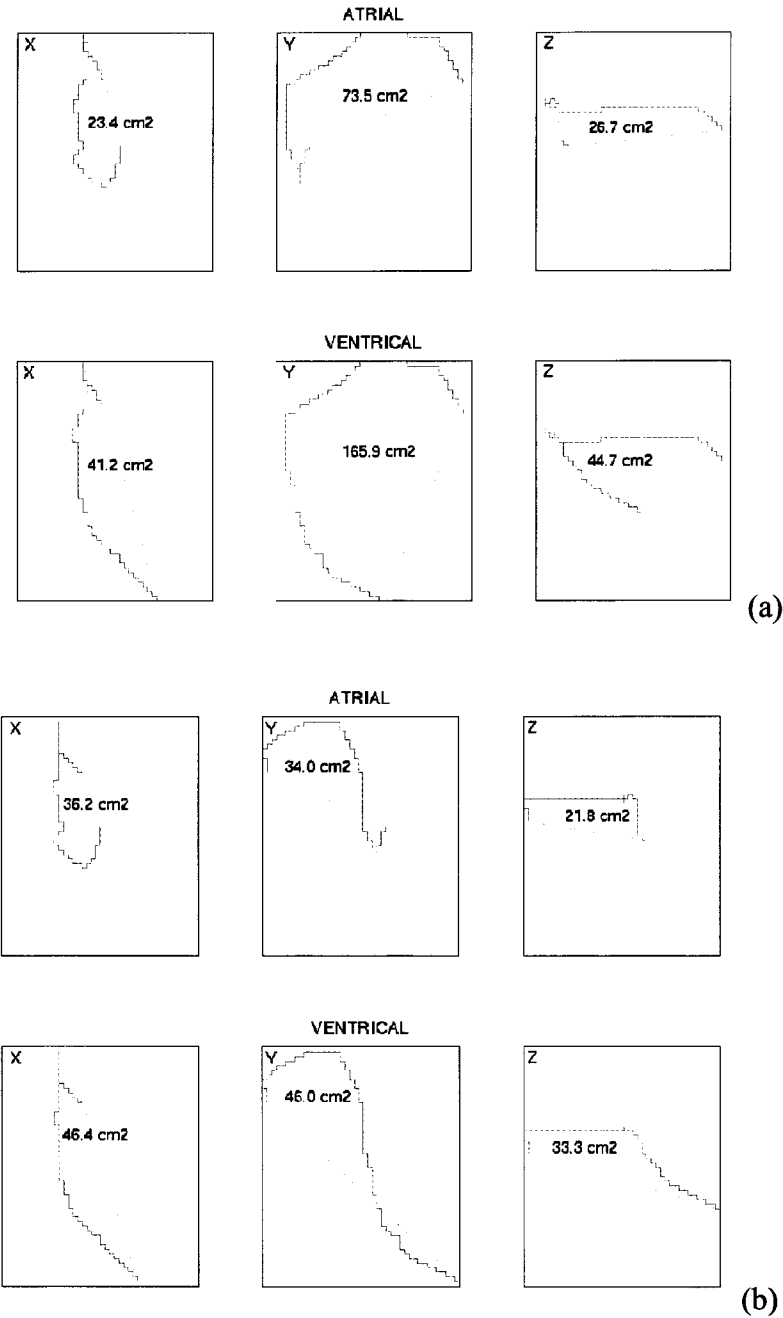 ATRIAL
X
Y
Z
23.4 cm2
73.5 cm2
26.7 cm2
VENTRICAL
X
Y
Z
41.2 cm2
165.9 cm2
44.7 cm2
(a)
ATRIAL
X
Y
Z
36.2 cm2
34.0 cm2
21.8 cm2
VENTRICAL
X
Y
Z
46.4 cm2
46.0 cm2
33.3 cm2
(b)